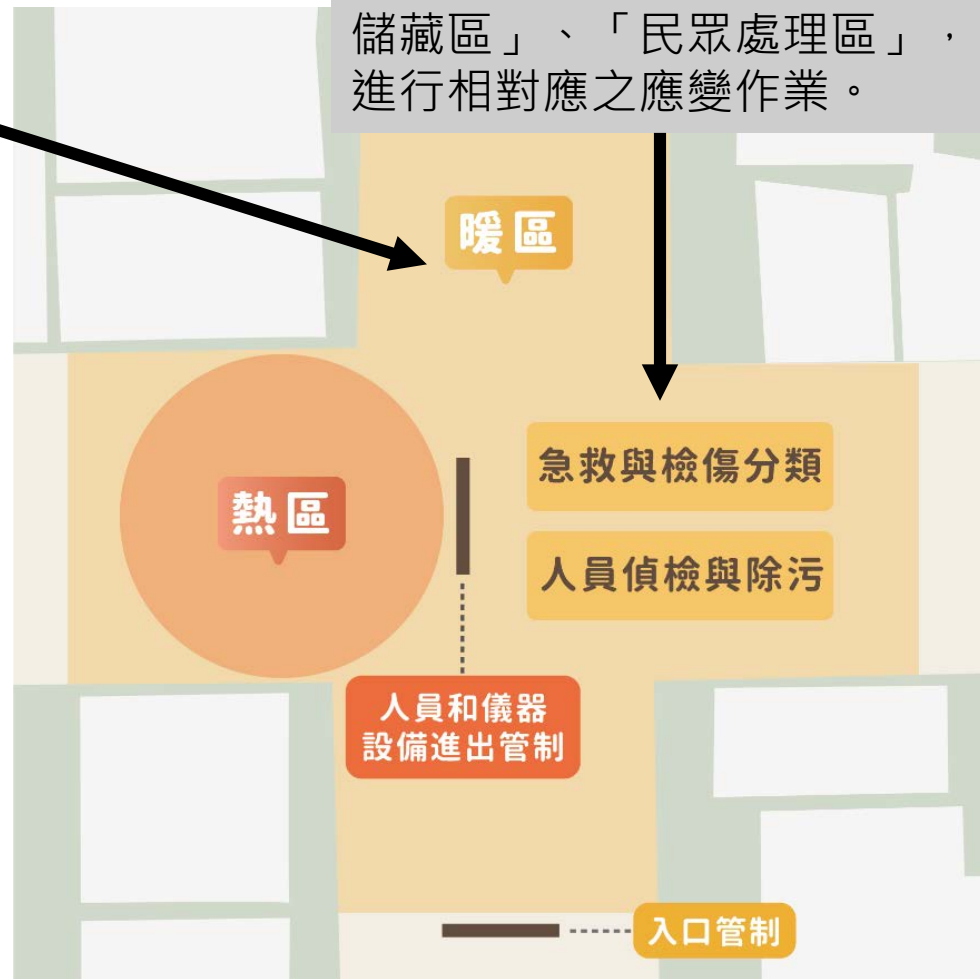 儲藏區」、「民眾處理區」，
進行相對應之應變作業。
暖區
急救與檢傷分類
熱區
人員偵檢與除污
人員和儀器
設備進出管制
入口管制